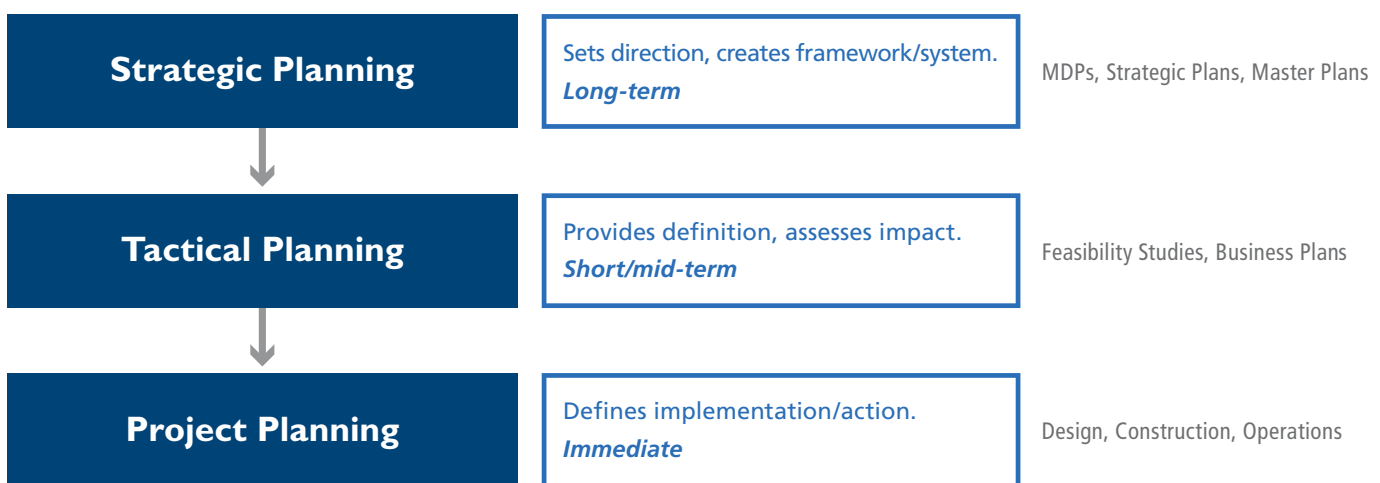 Strategic Planning
Sets direction, creates framework/system.
Long-term
MDPs, Strategic Plans, Master Plans
Tactical Planning
Provides definition, assesses impact.
Short/mid-term
Feasibility Studies, Business Plans
Project Planning
Defines implementation/action.
Immediate
Design, Construction, Operations